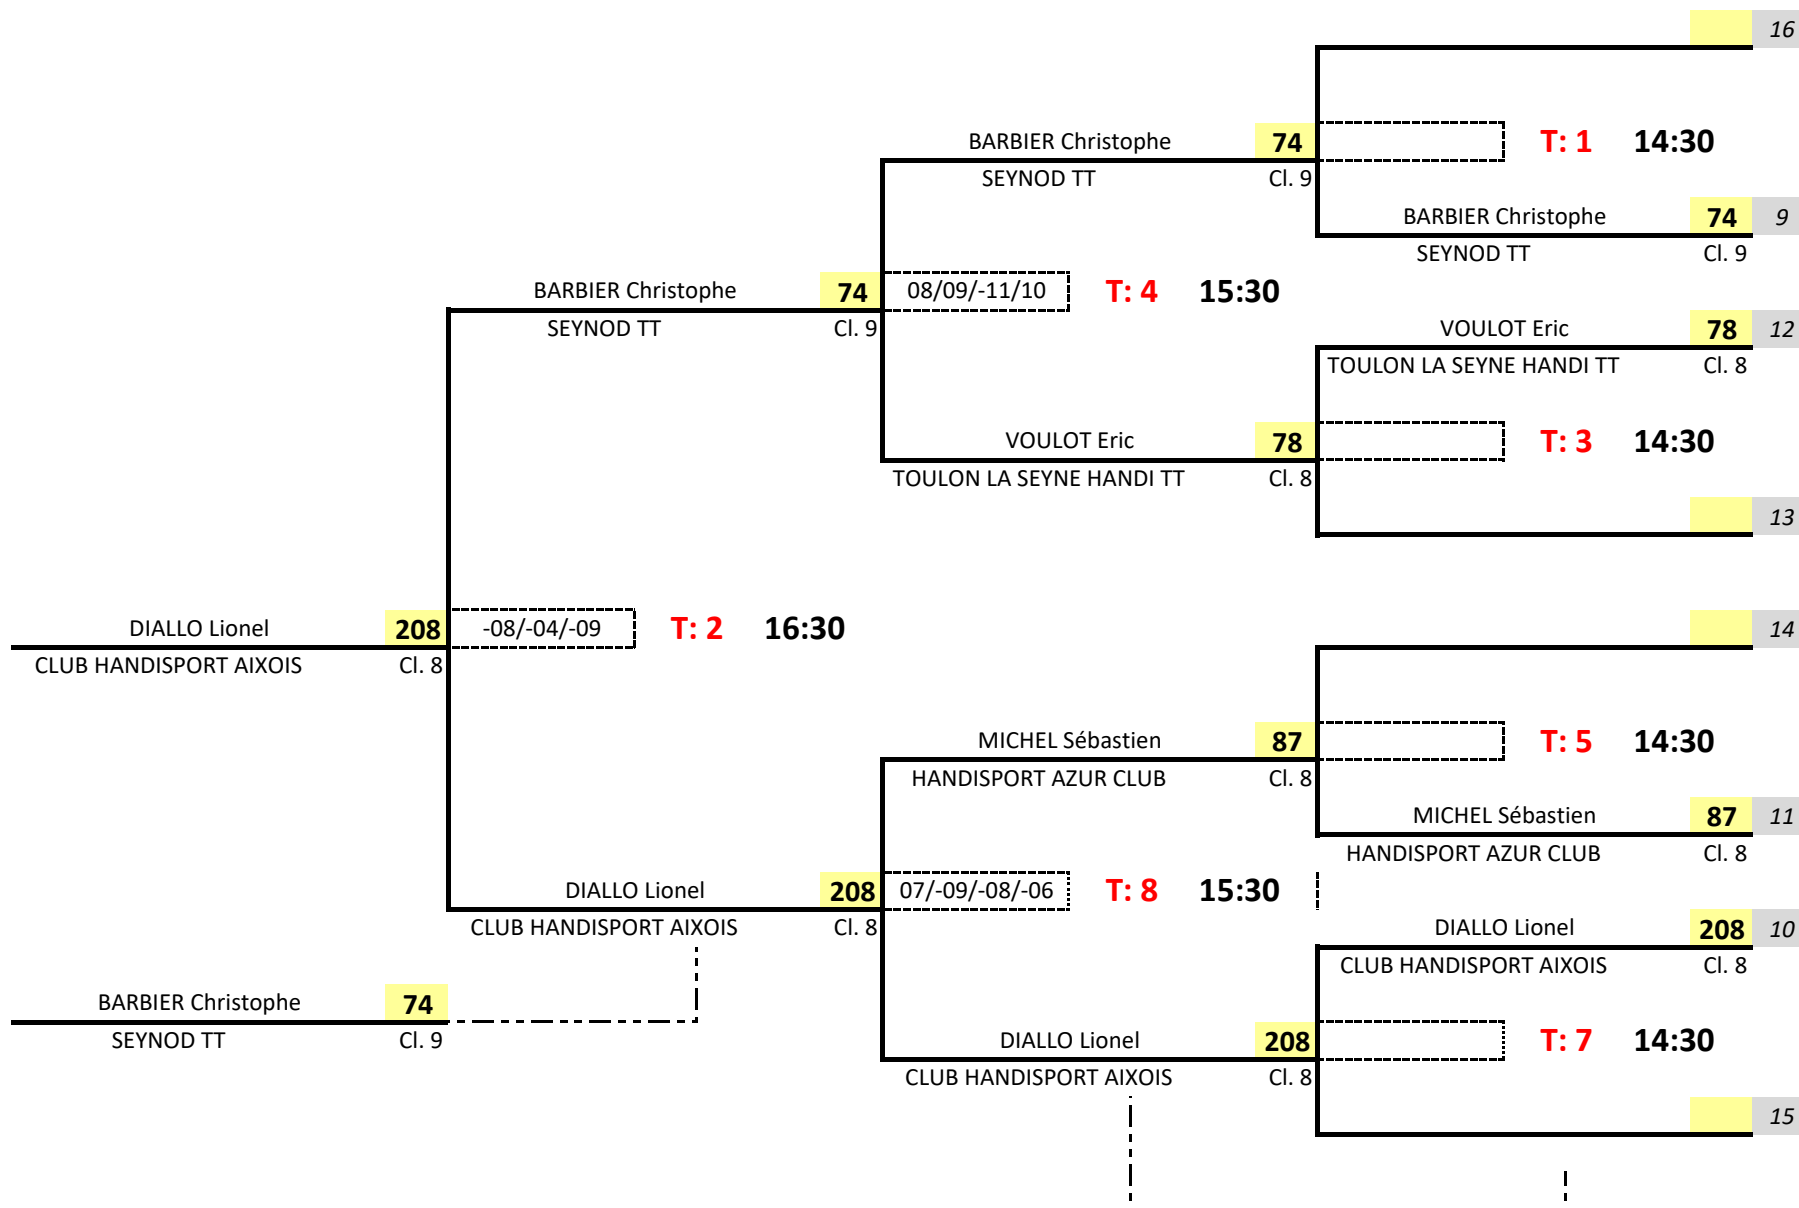 16
BARBIER Christophe 74 T: 1 14:30
SEYNOD TT Cl. 9
BARBIER Christophe 74 9
SEYNOD TT Cl. 9
BARBIER Christophe 74 08/09/-11/10 T: 4 15:30
SEYNOD TT Cl. 9
VOULOT Eric 78 12
TOULON LA SEYNE HANDI TT Cl. 8
VOULOT Eric 78 T: 3 14:30
TOULON LA SEYNE HANDI TT Cl. 8
13
DIALLO Lionel 208 -08/-04/-09 T: 2 16:30
14
CLUB HANDISPORT AIXOIS Cl. 8
MICHEL Sébastien 87 T: 5 14:30
HANDISPORT AZUR CLUB Cl. 8
MICHEL Sébastien 87 11
HANDISPORT AZUR CLUB Cl. 8
DIALLO Lionel 208 07/-09/-08/-06 T: 8 15:30
CLUB HANDISPORT AIXOIS Cl. 8
DIALLO Lionel 208 10
CLUB HANDISPORT AIXOIS Cl. 8
BARBIER Christophe 74
SEYNOD TT Cl. 9
DIALLO Lionel 208 T: 7 14:30
CLUB HANDISPORT AIXOIS Cl. 8
15